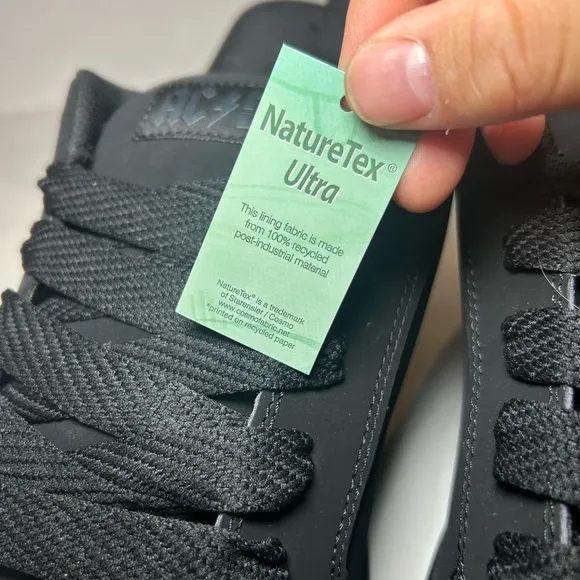 AC/
NatureTex®
Ultra
This lining fabric is made
from 100% recycled
post-industrial material
NatureTex® is a trademark
of Starensier / Cosmo
www.cosmofabric.net
*printed on recycled paper